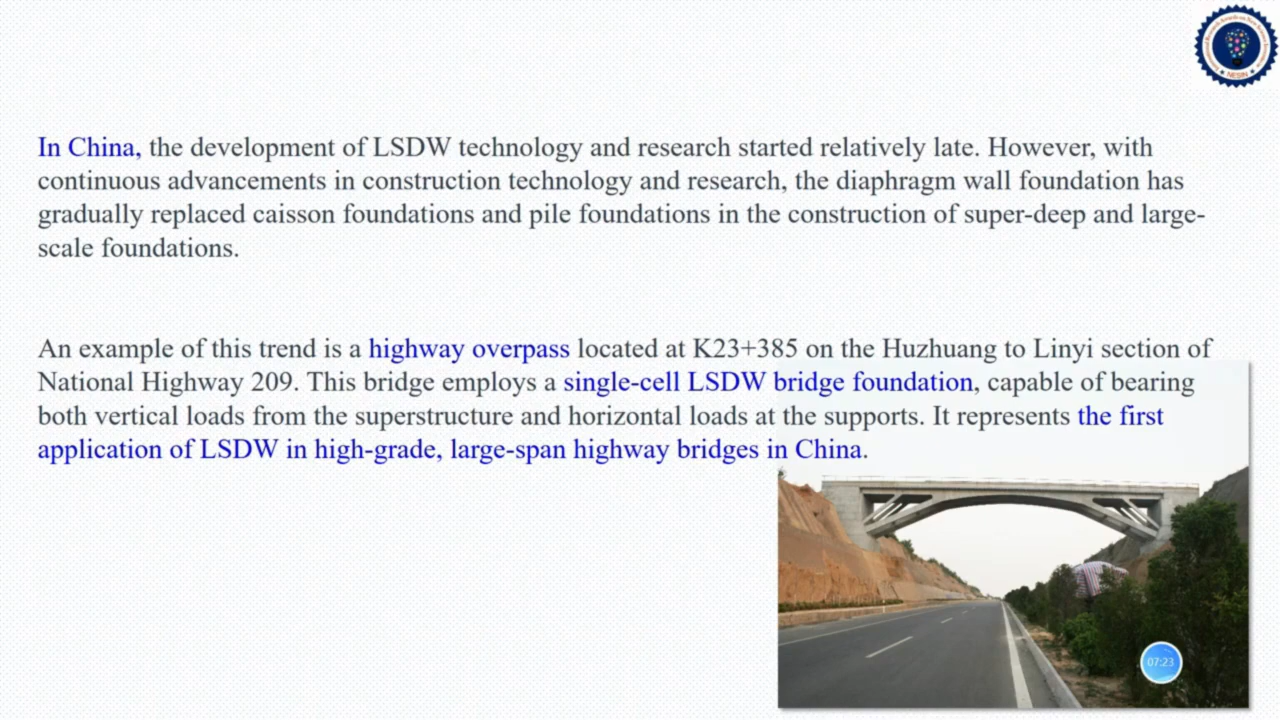 In China, the development of LSDW technology and research started relatively late. However, with
continuous advancements in construction technology and research, the diaphragm wall foundation has
gradually replaced caisson foundations and pile foundations in the construction of super-deep and large-
scale foundations.
An example of this trend is a highway overpass located at K23+385 on the Huzhuang to Linyi section of
National Highway 209. This bridge employs a single-cell LSDW bridge foundation, capable of bearing
both vertical loads from the superstructure and horizontal loads at the supports. It represents the first
application of LSDW in high-grade, large-span highway bridges in China.
07:23
NESIN